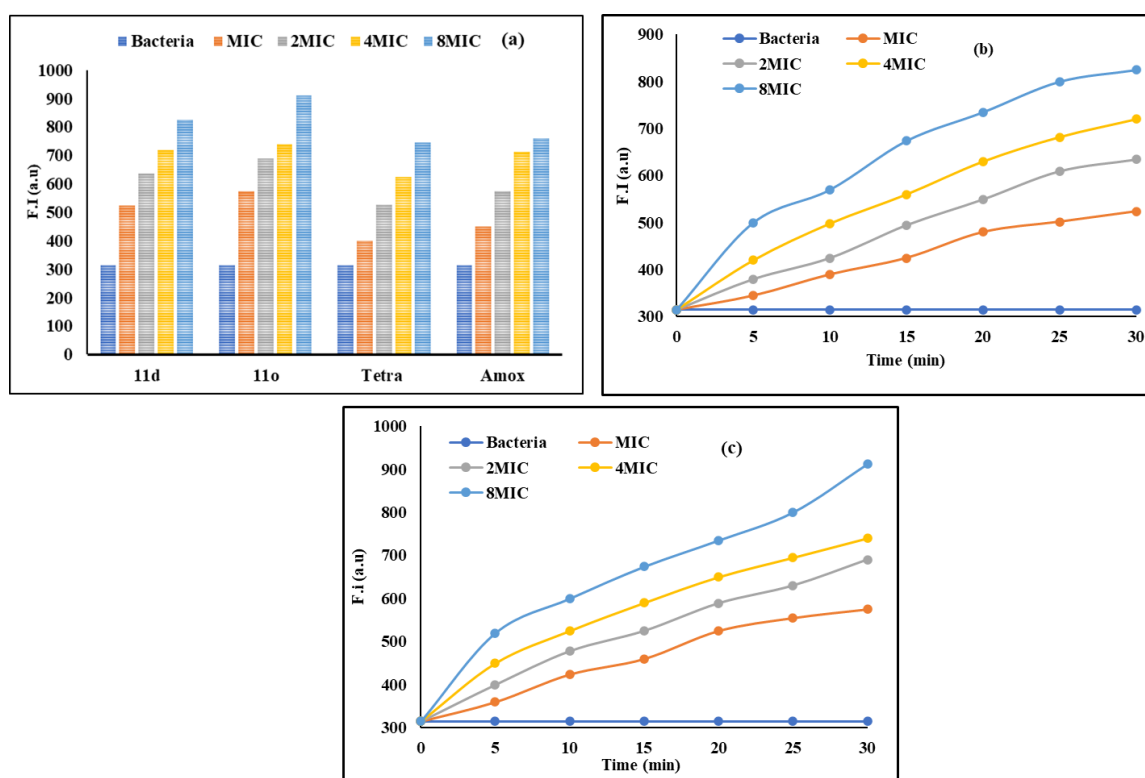 Bacteria MIC 2MIC 4MIC 8MIC (a)
1000
900
800
700
600
500
400
300
200
100
0
F.I (a.u)
11d 11o Tetra Amox
Bacteria MIC (b)
2MIC 4MIC
8MIC
900
800
700
600
500
400
300
F.I (a.u)
0 5 10 15 20 25 30
Time (min)
Bacteria MIC (c)
2MIC 4MIC
8MIC
1000
900
800
700
600
500
400
300
F.i (a.u)
0 5 10 15 20 25 30
Time (min)